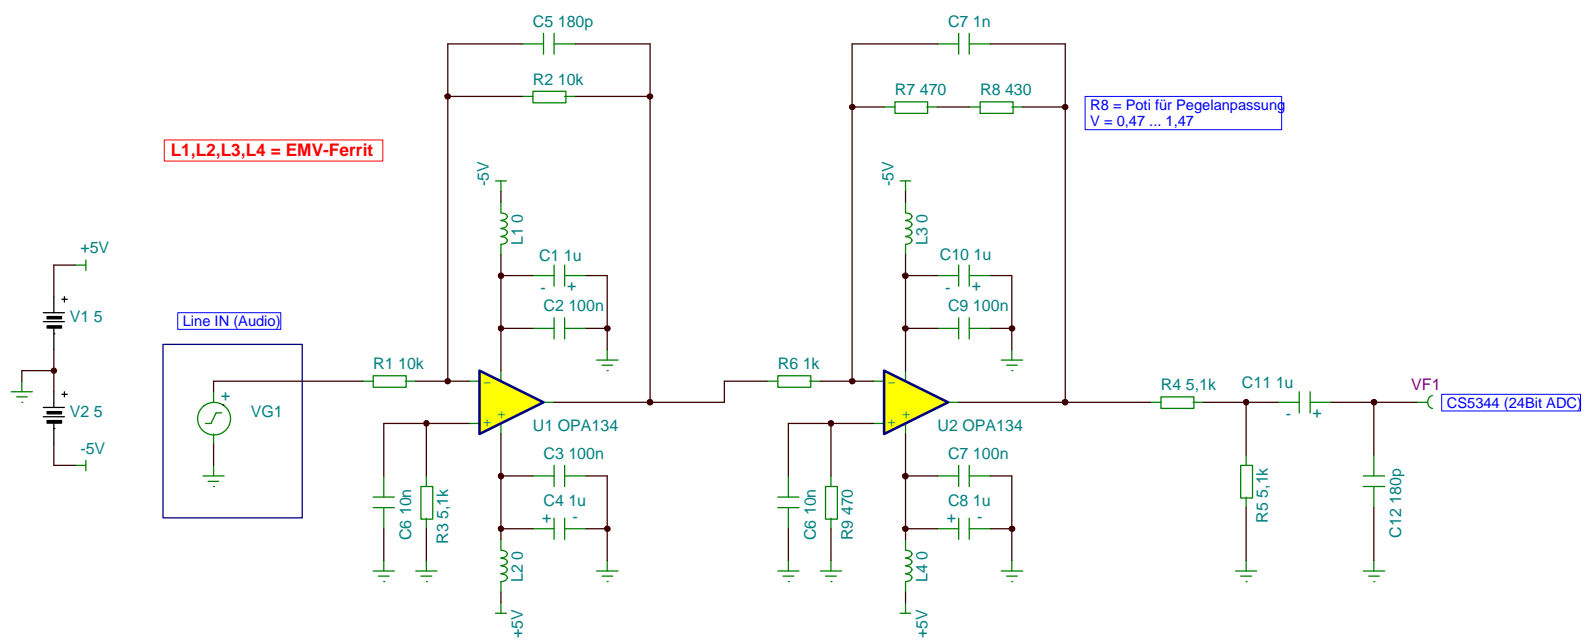 C5 180p
C7 1n
R2 10k
R7 470
R8 430
R8 = Poti für Pegelanpassung
V = 0,47 ... 1,47
L1,L2,L3,L4 = EMV-Ferrit
-5V
-5V
L1 0
L3 0
+5V
C1 1u
- +
C10 1u
- +
C2 100n
C9 100n
+
V1 5
Line IN (Audio)
R1 10k
R6 1k
R4 5,1k
C11 1u
- +
VF1
CS5344 (24Bit ADC)
+
V2 5
+
VG1
-
+
+
U1 OPA134
-
+
+
U2 OPA134
-5V
C3 100n
C7 100n
C6 10n
R3 5,1k
C4 1u
+ -
C6 10n
R9 470
C8 1u
+ -
R5 5,1k
C12 180p
L2 0
L4 0
+5V
+5V